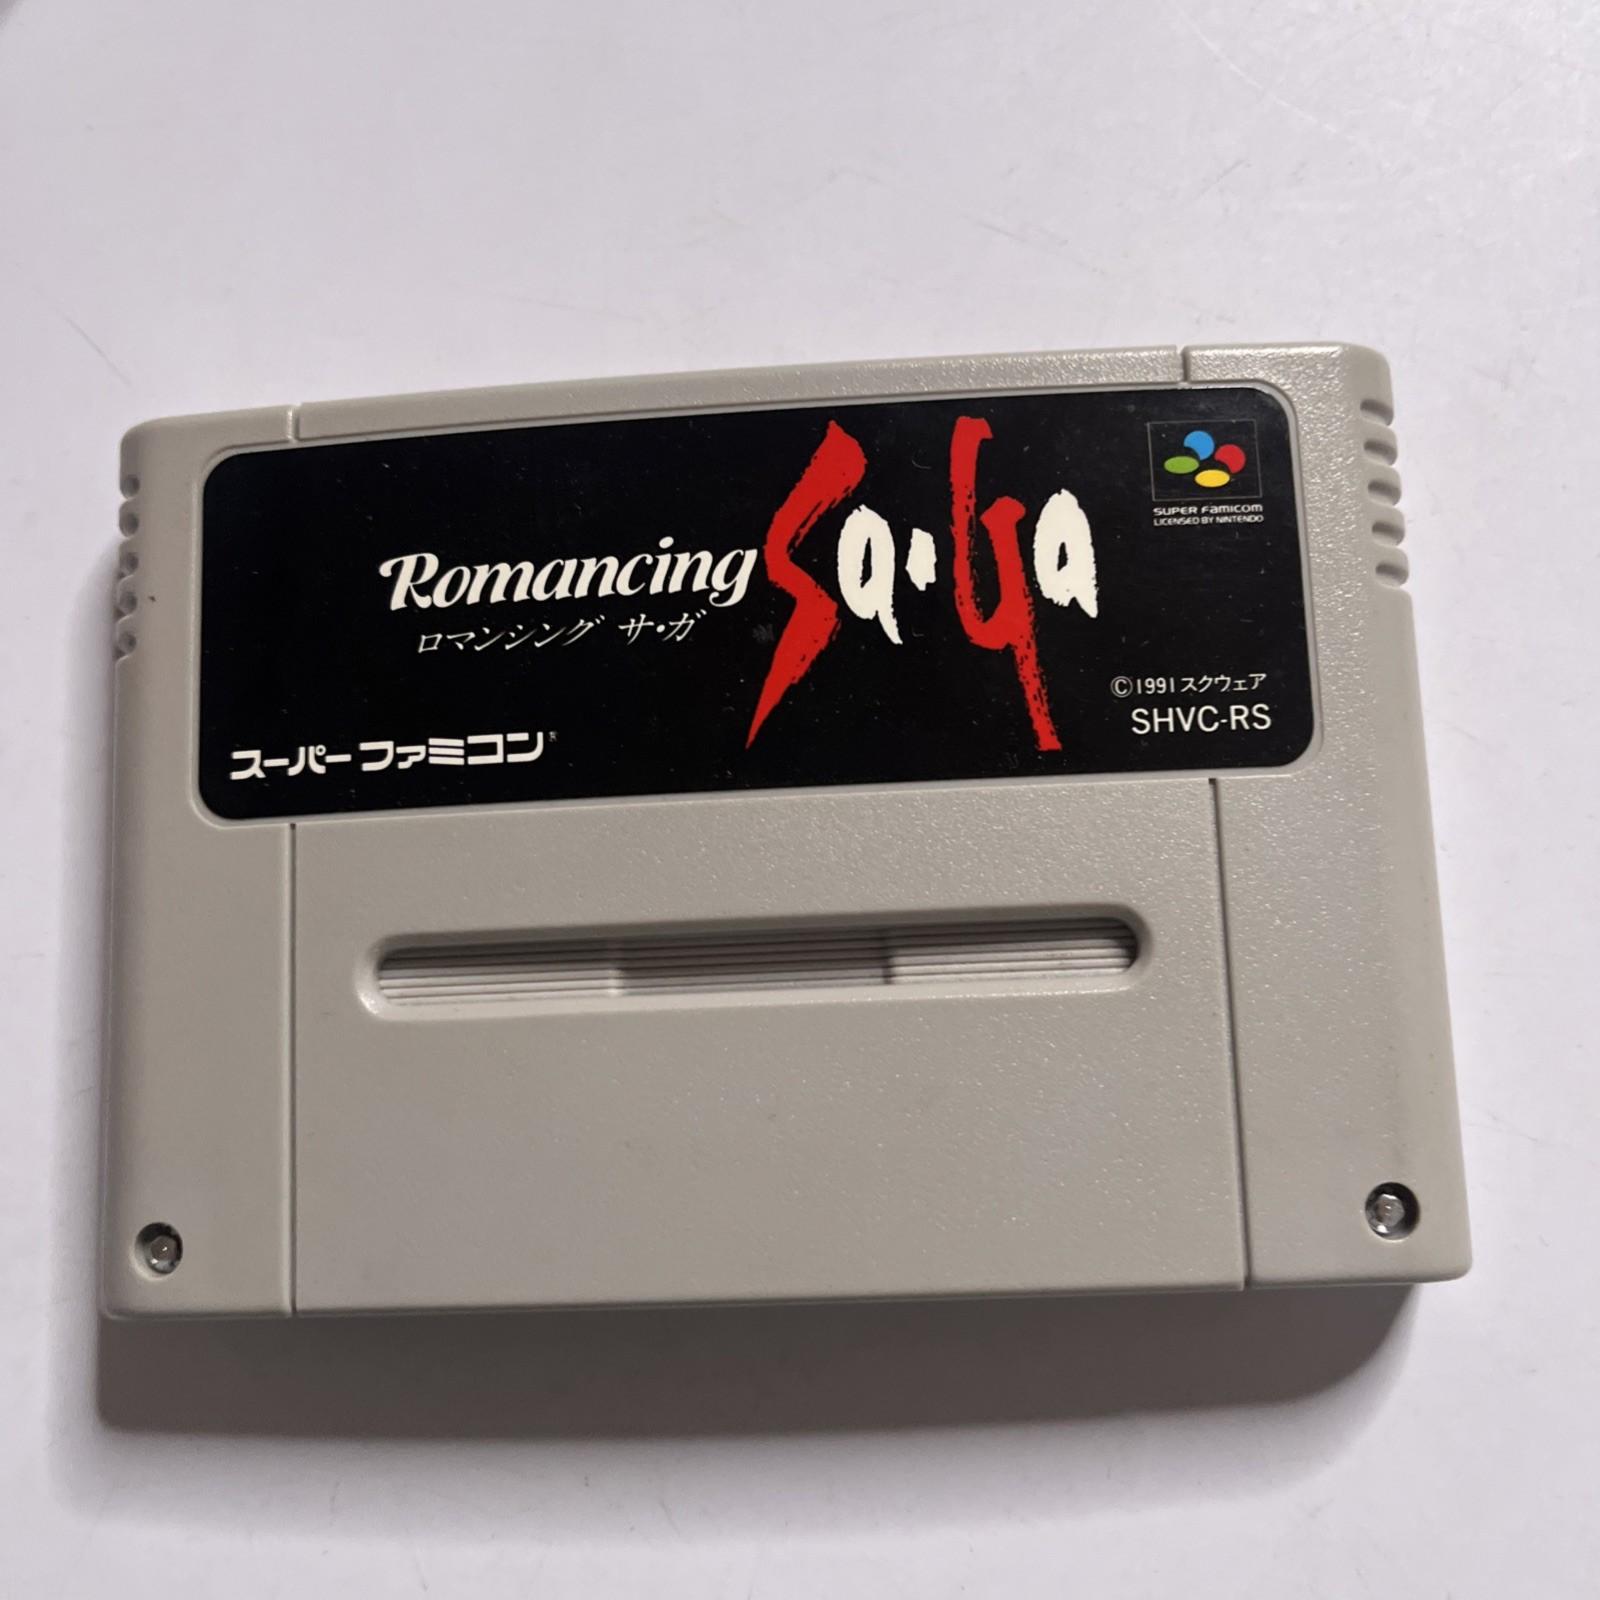 Romancing Sa・Ga
ロマンシング サ・ガ
SUPER FAMICOM
LICENSED BY NINTENDO
©1991 スクウェア
SHVC-RS
スーパーファミコン®